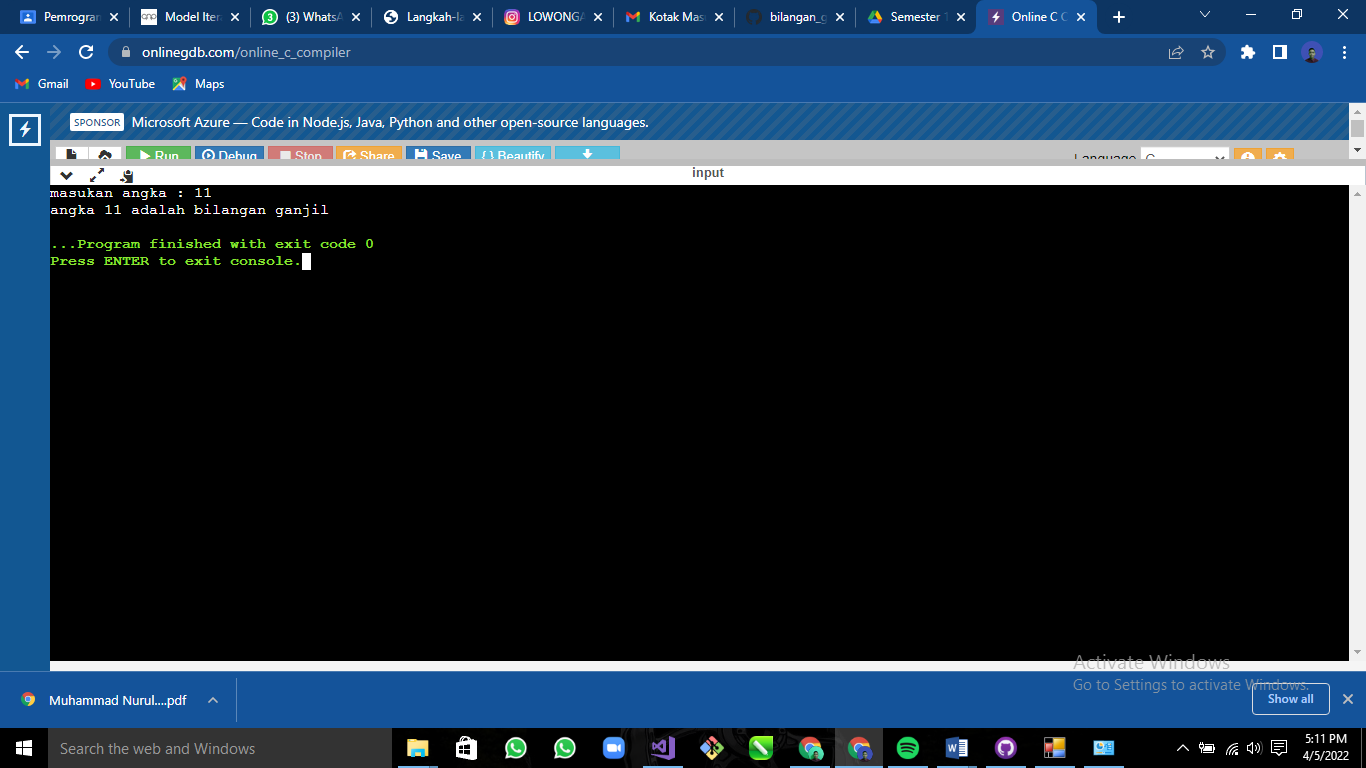 Pemrogran
Model Itera
(3) WhatsA
Langkah-la
LOWONGA
Kotak Mas
bilangan_g
Semester 1
Online C C
onlinegdb.com/online_c_compiler
Gmail
YouTube
Maps
SPONSOR Microsoft Azure — Code in Node.js, Java, Python and other open-source languages.
Run Debug Stop Share Save { } Beautify Language C
input
masukan angka : 11
angka 11 adalah bilangan ganjil
...Program finished with exit code 0
Press ENTER to exit console.
Activate Windows
Go to Settings to activate Windows.
Muhammad Nurul....pdf
Show all
Search the web and Windows
5:11 PM
4/5/2022